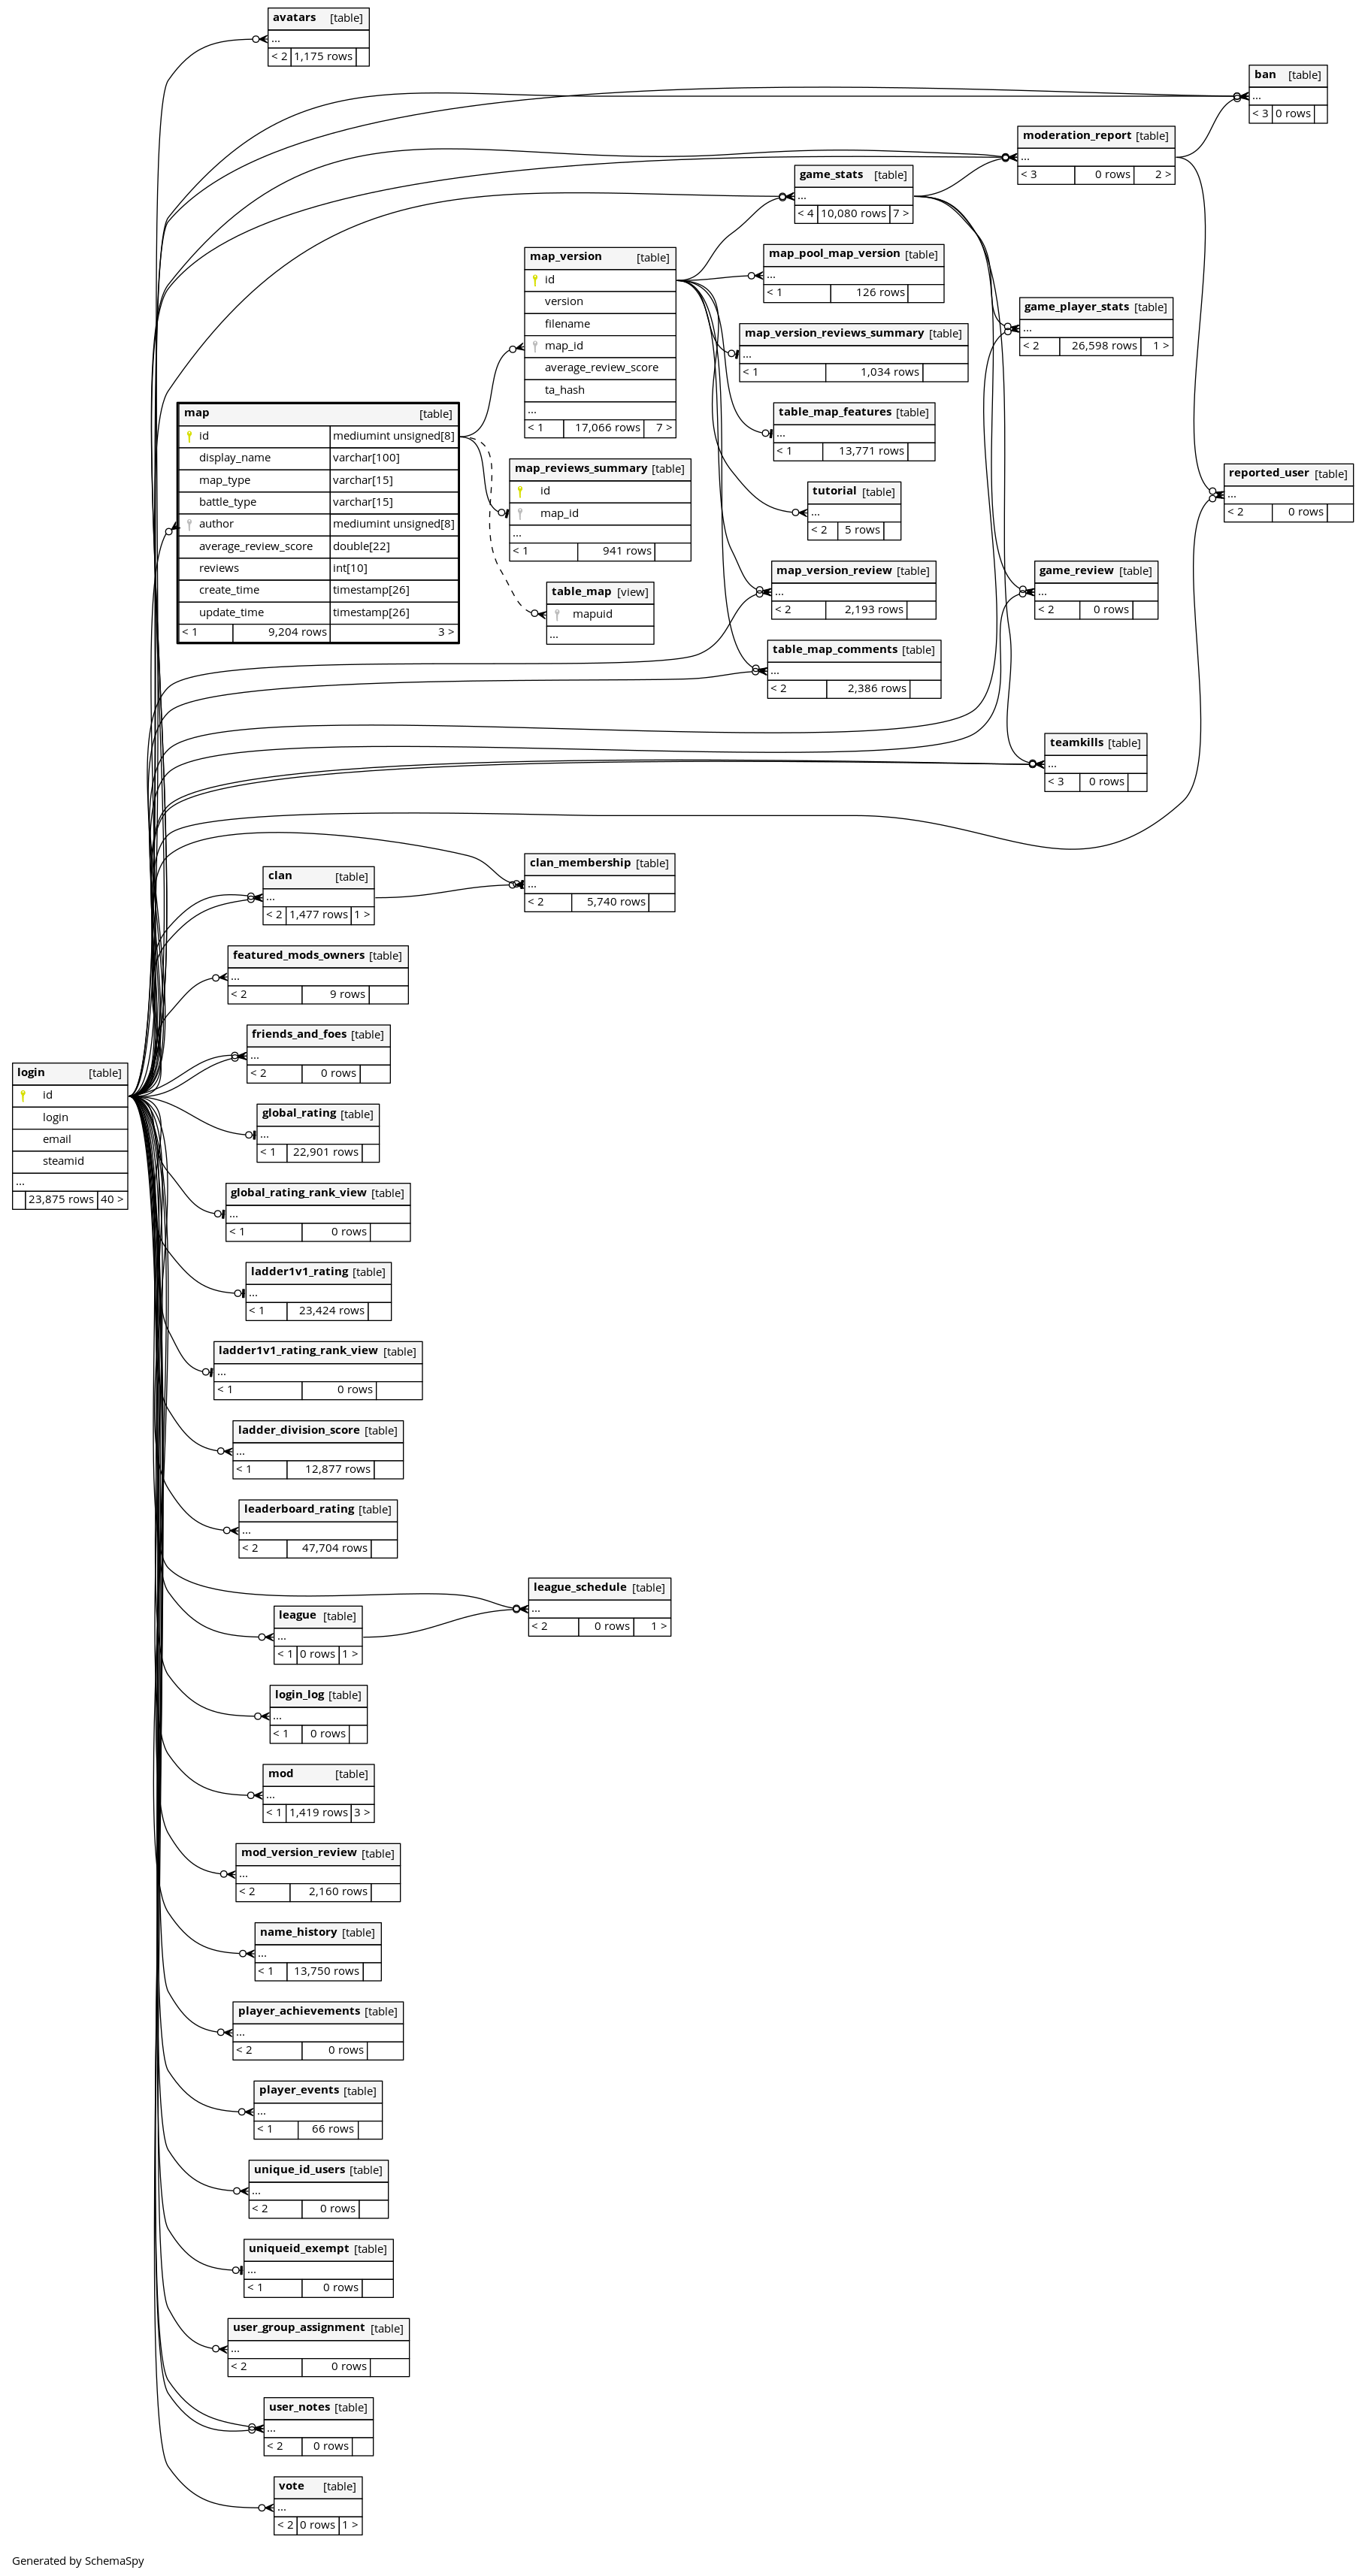 avatars [table]
...
< 2 1,175 rows
ban [table]
...
< 3 0 rows
moderation_report [table]
...
< 3 0 rows 2 >
game_stats [table]
...
< 4 10,080 rows 7 >
map_version [table]
id
version
filename
map_id
average_review_score
ta_hash
...
< 1 17,066 rows 7 >
map_pool_map_version [table]
...
< 1 126 rows
game_player_stats [table]
...
< 2 26,598 rows 1 >
map_version_reviews_summary [table]
...
< 1 1,034 rows
map [table]
id mediumint unsigned[8]
display_name varchar[100]
map_type varchar[15]
battle_type varchar[15]
author mediumint unsigned[8]
average_review_score double[22]
reviews int[10]
create_time timestamp[26]
update_time timestamp[26]
< 1 9,204 rows 3 >
table_map_features [table]
...
< 1 13,771 rows
map_reviews_summary [table]
id
map_id
...
< 1 941 rows
reported_user [table]
...
< 2 0 rows
tutorial [table]
...
< 2 5 rows
table_map [view]
mapuid
...
map_version_review [table]
...
< 2 2,193 rows
game_review [table]
...
< 2 0 rows
table_map_comments [table]
...
< 2 2,386 rows
teamkills [table]
...
< 3 0 rows
clan [table]
...
< 2 1,477 rows 1 >
clan_membership [table]
...
< 2 5,740 rows
featured_mods_owners [table]
...
< 2 9 rows
friends_and_foes [table]
...
< 2 0 rows
login [table]
id
login
email
steamid
...
23,875 rows 40 >
global_rating [table]
...
< 1 22,901 rows
global_rating_rank_view [table]
...
< 1 0 rows
ladder1v1_rating [table]
...
< 1 23,424 rows
ladder1v1_rating_rank_view [table]
...
< 1 0 rows
ladder_division_score [table]
...
< 1 12,877 rows
leaderboard_rating [table]
...
< 2 47,704 rows
league_schedule [table]
...
< 2 0 rows 1 >
league [table]
...
< 1 0 rows 1 >
login_log [table]
...
< 1 0 rows
mod [table]
...
< 1 1,419 rows 3 >
mod_version_review [table]
...
< 2 2,160 rows
name_history [table]
...
< 1 13,750 rows
player_achievements [table]
...
< 2 0 rows
player_events [table]
...
< 1 66 rows
unique_id_users [table]
...
< 2 0 rows
uniqueid_exempt [table]
...
< 1 0 rows
user_group_assignment [table]
...
< 2 0 rows
user_notes [table]
...
< 2 0 rows
vote [table]
...
< 2 0 rows 1 >
Generated by SchemaSpy